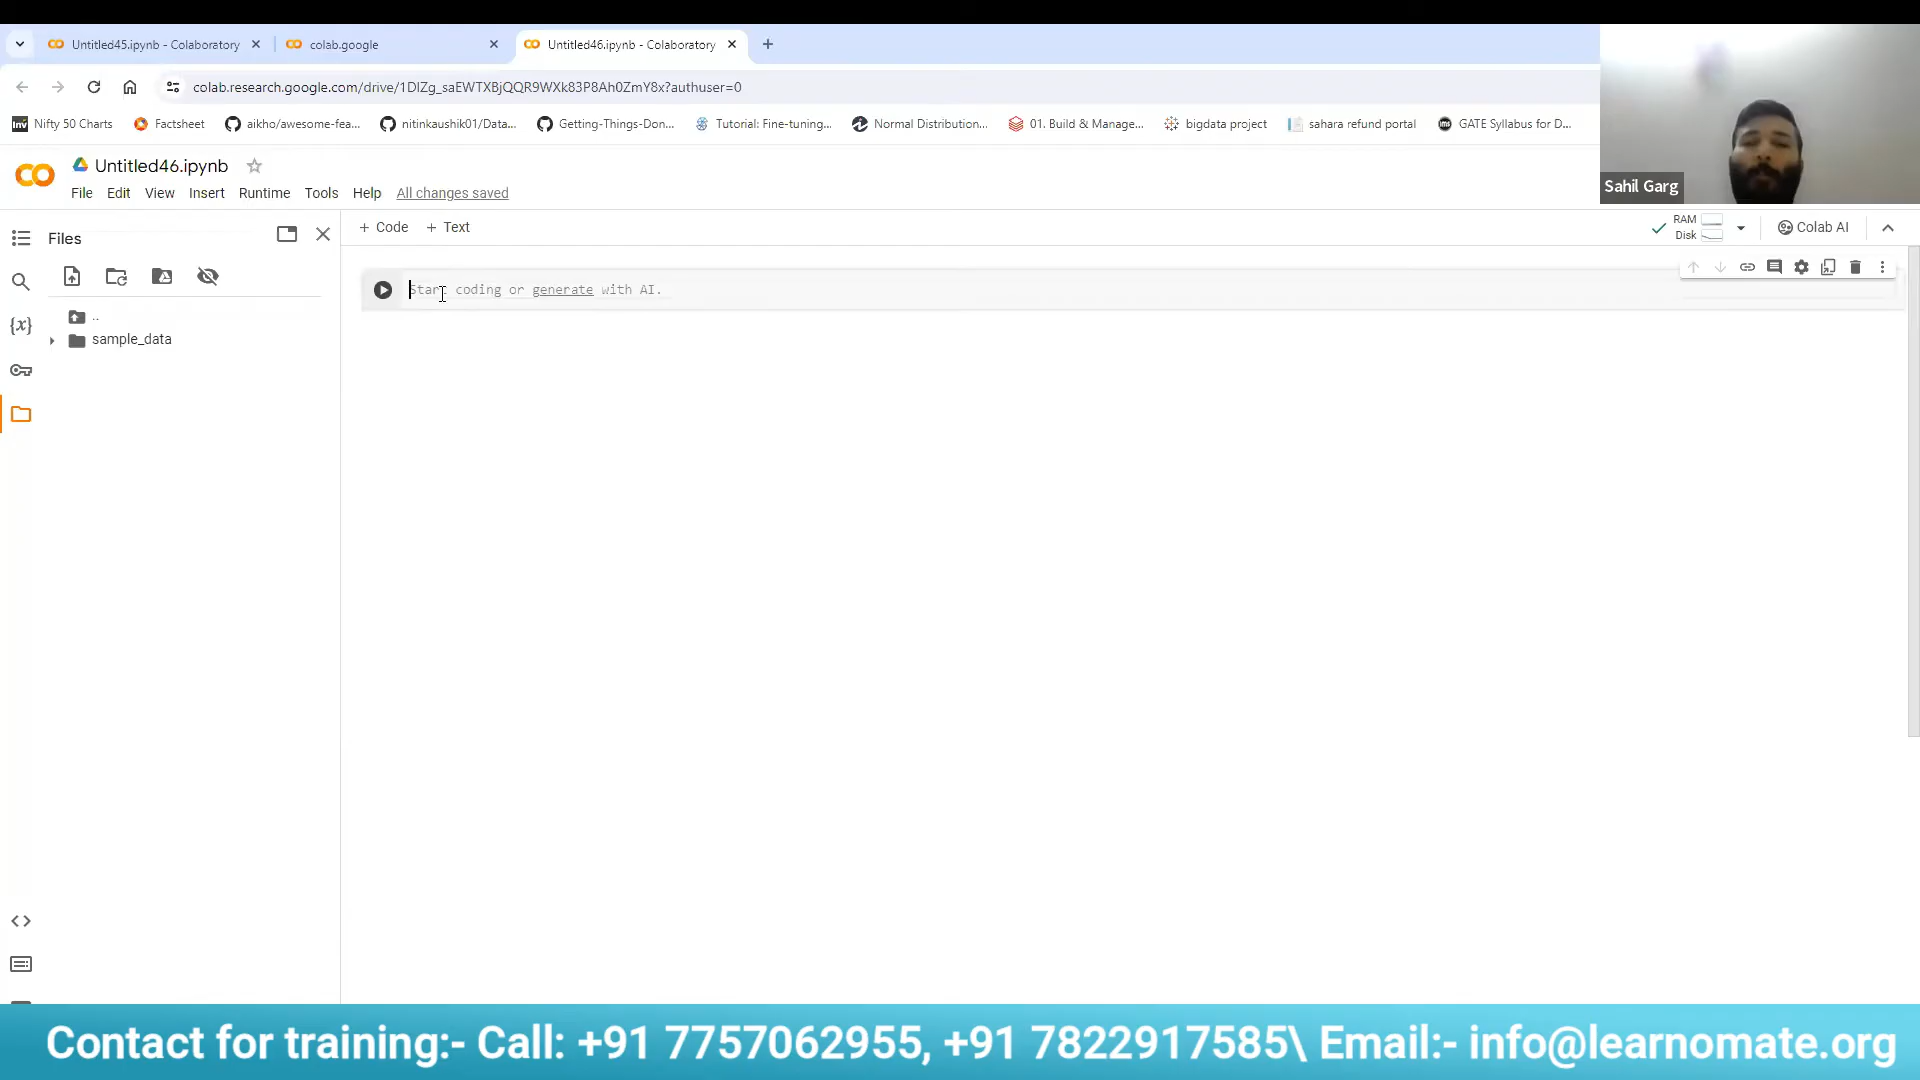 Untitled45.ipynb - Colaboratory
colab.google
Untitled46.ipynb - Colaboratory
colab.research.google.com/drive/1DlZg_saEWTXBjQQR9WXk83P8Ah0ZmY8x?authuser=0
Inv Nifty 50 Charts
Factsheet
aikho/awesome-fea...
nitinkaushik01/Data...
Getting-Things-Don...
Tutorial: Fine-tuning...
Normal Distribution...
01. Build & Manage...
bigdata project
sahara refund portal
GATE Syllabus for D...
Sahil Garg
Untitled46.ipynb
File Edit View Insert Runtime Tools Help All changes saved
+ Code + Text
RAM
Disk
Colab AI
Files
{x}
..
sample_data
Start coding or generate with AI.
Contact for training:- Call: +91 7757062955, +91 7822917585\ Email:- info@learnomate.org